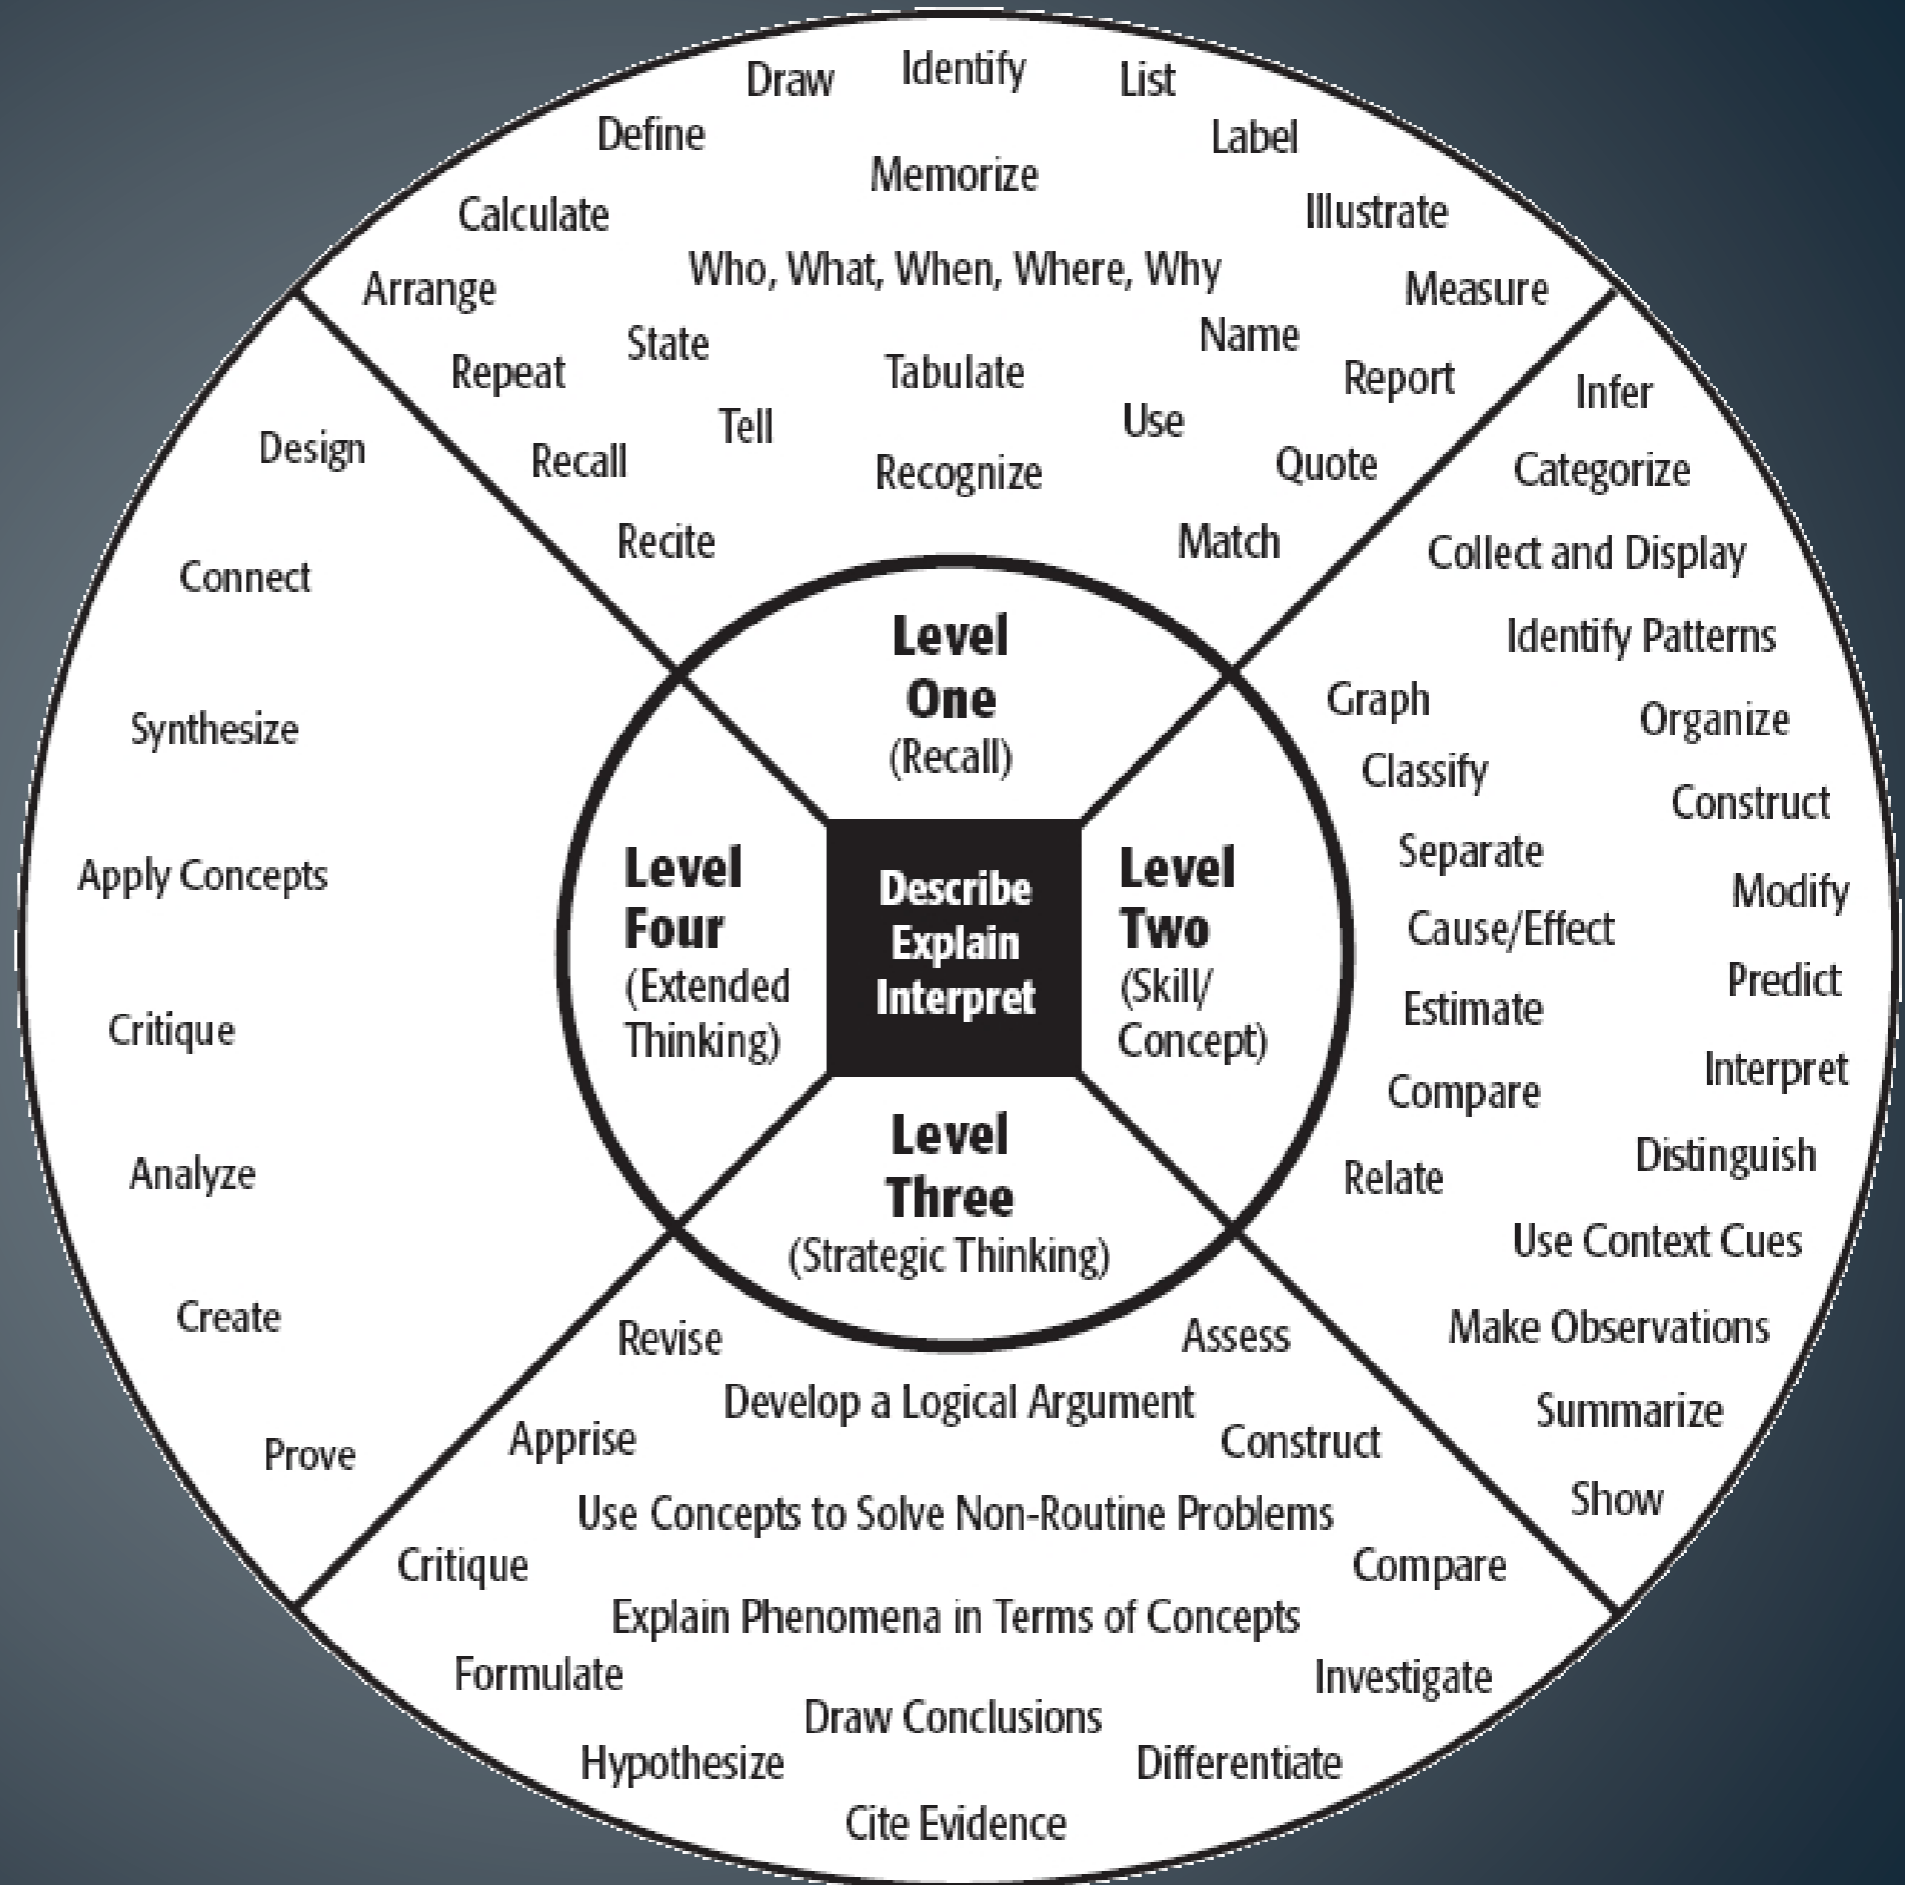 Draw
Identify
List
Define
Label
Memorize
Calculate
Illustrate
Who, What, When, Where, Why
Arrange
Measure
State
Name
Repeat
Tabulate
Report
Tell
Use
Recall
Recognize
Quote
Recite
Match
Level
One
(Recall)
Infer
Categorize
Collect and Display
Identify Patterns
Graph
Organize
Classify
Construct
Separate
Modify
Cause/Effect
Predict
Estimate
Interpret
Compare
Distinguish
Relate
Use Context Cues
Make Observations
Summarize
Show
Level
Two
(Skill/
Concept)
Describe
Explain
Interpret
Level
Three
(Strategic Thinking)
Revise
Assess
Develop a Logical Argument
Apprise
Construct
Use Concepts to Solve Non-Routine Problems
Critique
Compare
Explain Phenomena in Terms of Concepts
Formulate
Investigate
Draw Conclusions
Hypothesize
Differentiate
Cite Evidence
Level
Four
(Extended
Thinking)
Design
Connect
Synthesize
Apply Concepts
Critique
Analyze
Create
Prove